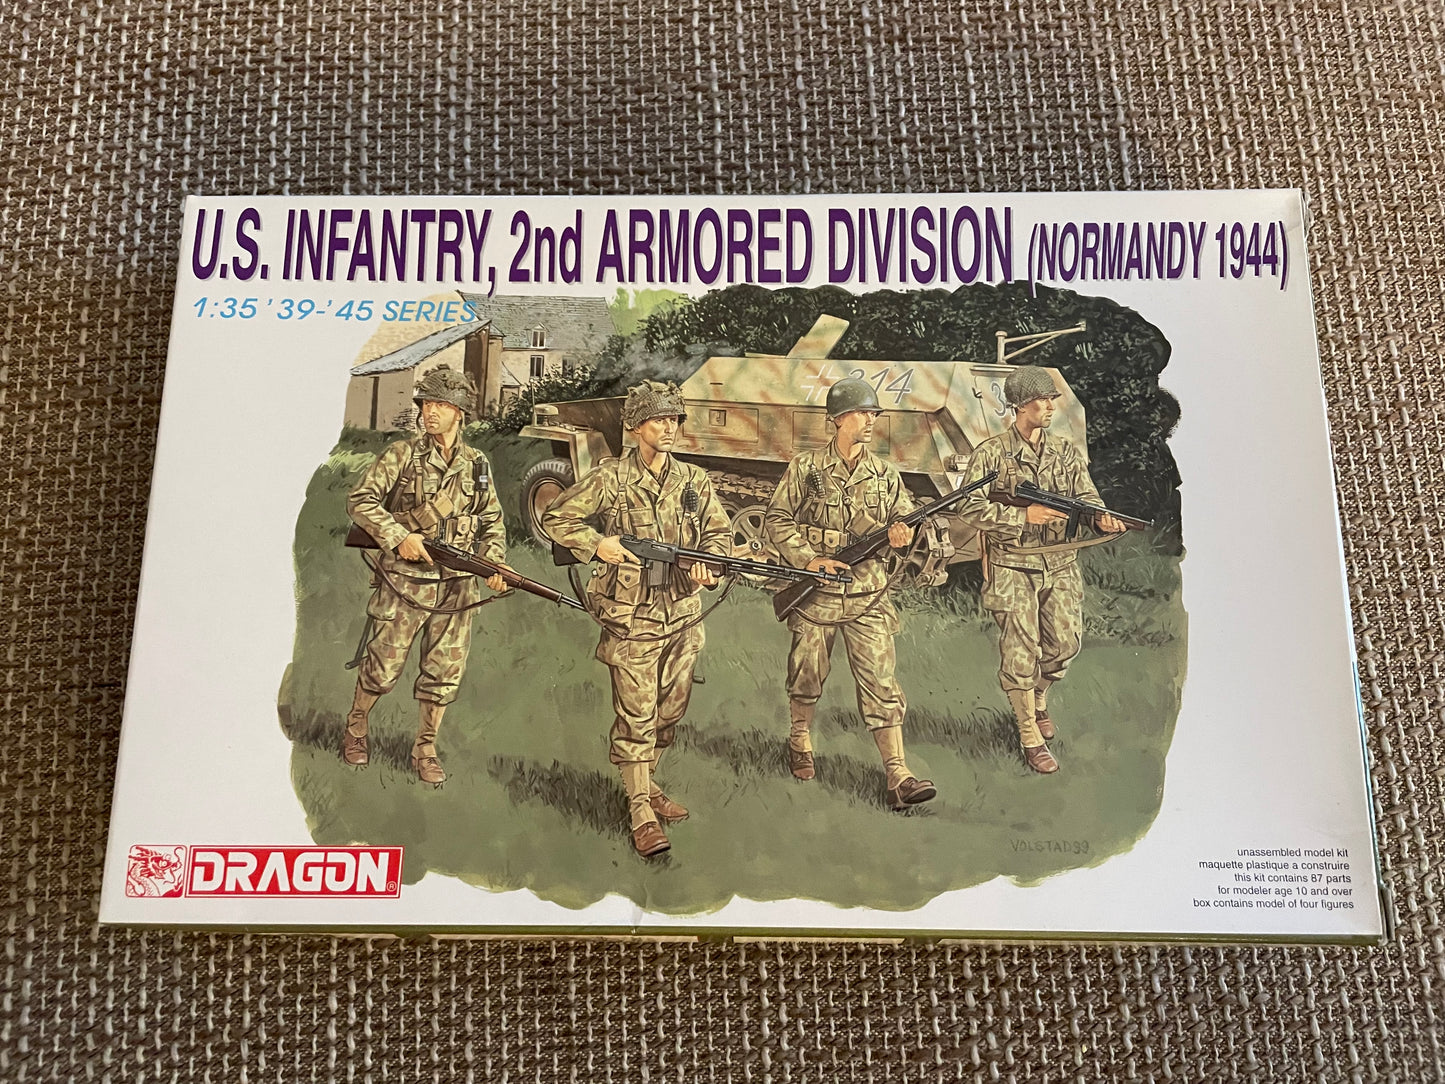 U.S. INFANTRY, 2nd ARMORED DIVISION (NORMANDY 1944)
1:35 '39-'45 SERIES
314
VOLSTAD99
DRAGON®
unassembled model kit
maquette plastique a construire
this kit contains 87 parts
for modeler age 10 and over
box contains model of four figures